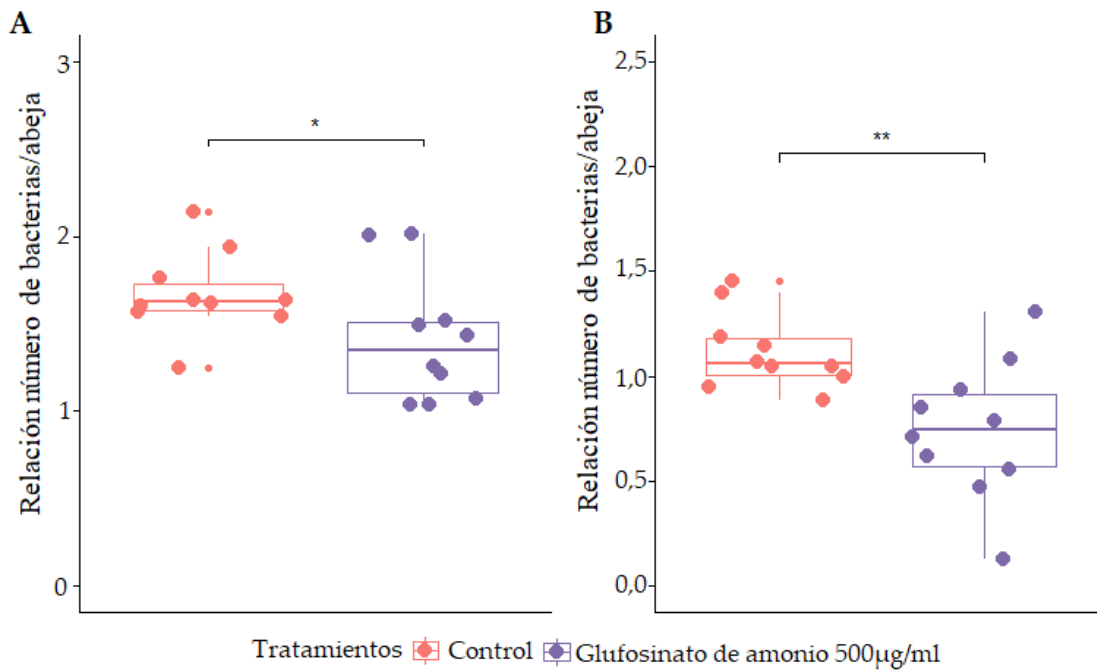 A
Relación número de bacterias/abeja
3
2
1
0
*
B
Relación número de bacterias/abeja
2,5
2,0
1,5
1,0
0,5
0,0
**
Tratamientos Control Glufosinato de amonio 500µg/ml